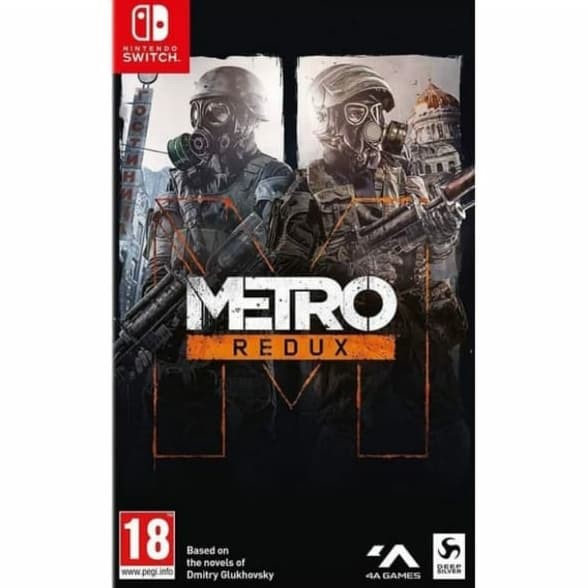 NINTENDO
SWITCH.
ГОСТИНИЦ
METRO
REDUX
18
www.pegi.info
Based on
the novels of
Dmitry Glukhovsky
4A GAMES
DEEP
SILVER